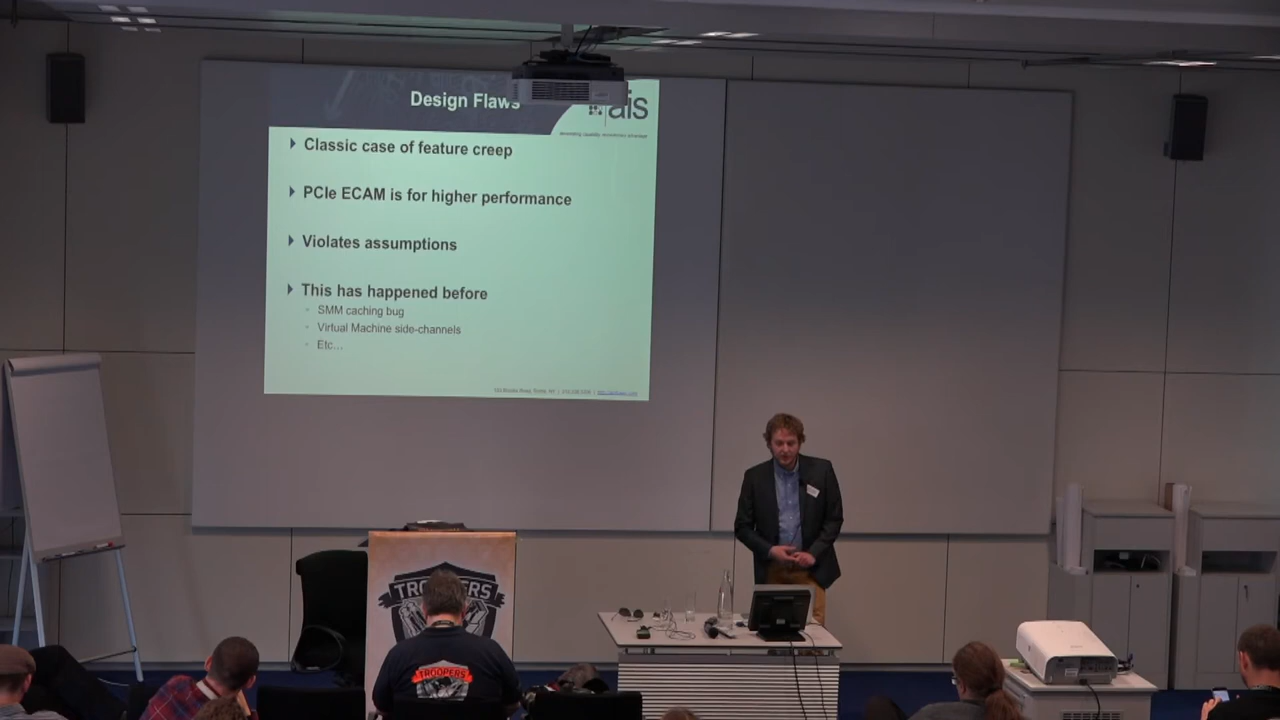 Design Flaws
ais
Classic case of feature creep
PCIe ECAM is for higher performance
Violates assumptions
This has happened before
SMM caching bug
Virtual Machine side-channels
Etc...
TROOPERS
TROOPERS